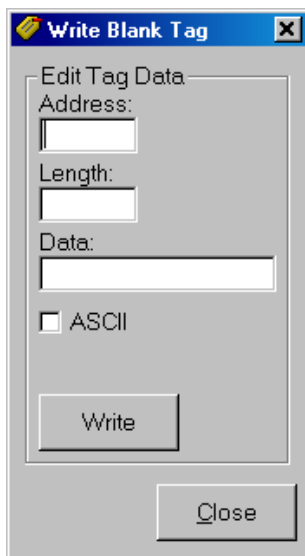 Write Blank Tag
Edit Tag Data
Address:
Length:
Data:
ASCII
Write
Close